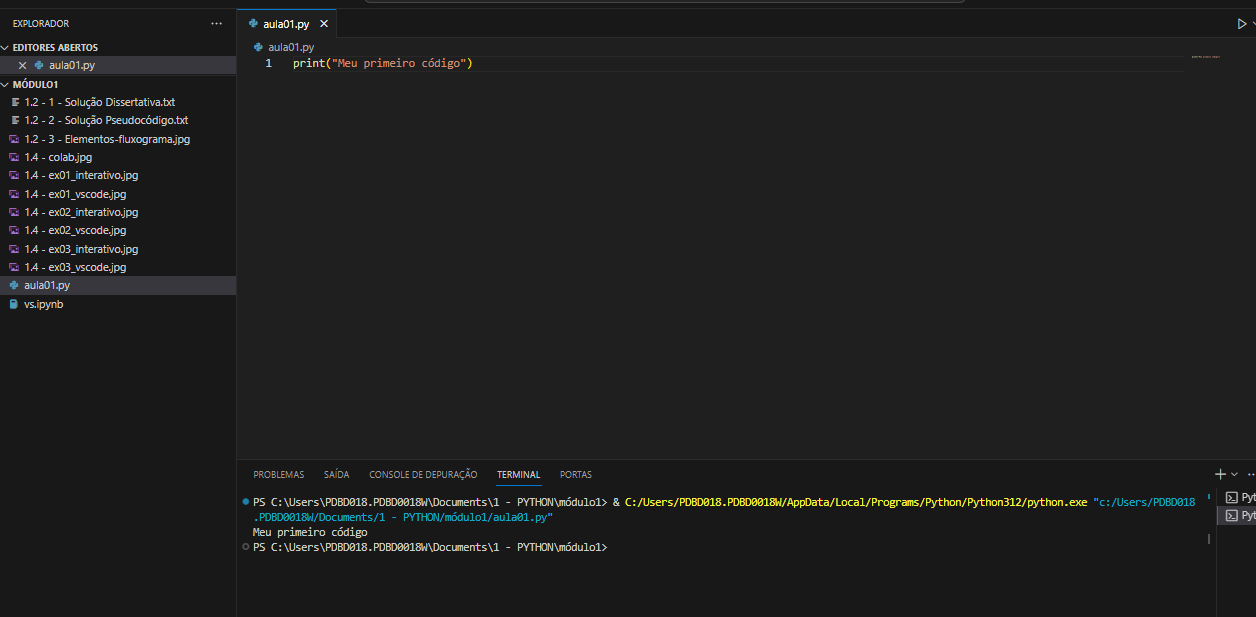 EXPLORADOR
EDITORES ABERTOS
aula01.py
MÓDULO1
1.2 - 1 - Solução Dissertativa.txt
1.2 - 2 - Solução Pseudocódigo.txt
1.2 - 3 - Elementos-fluxograma.jpg
1.4 - colab.jpg
1.4 - ex01_interativo.jpg
1.4 - ex01_vscode.jpg
1.4 - ex02_interativo.jpg
1.4 - ex02_vscode.jpg
1.4 - ex03_interativo.jpg
1.4 - ex03_vscode.jpg
aula01.py
vs.ipynb
aula01.py
aula01.py
1 print("Meu primeiro código")
PROBLEMAS SAÍDA CONSOLE DE DEPURAÇÃO TERMINAL PORTAS
PS C:\Users\PDBD018.PDBD0018W\Documents\1 - PYTHON\módulo1> & C:/Users/PDBD018.PDBD0018W/AppData/Local/Programs/Python/Python312/python.exe "c:/Users/PDBD018
.PDBD0018W/Documents/1 - PYTHON/módulo1/aula01.py"
Meu primeiro código
PS C:\Users\PDBD018.PDBD0018W\Documents\1 - PYTHON\módulo1>
Pyt
Pyt